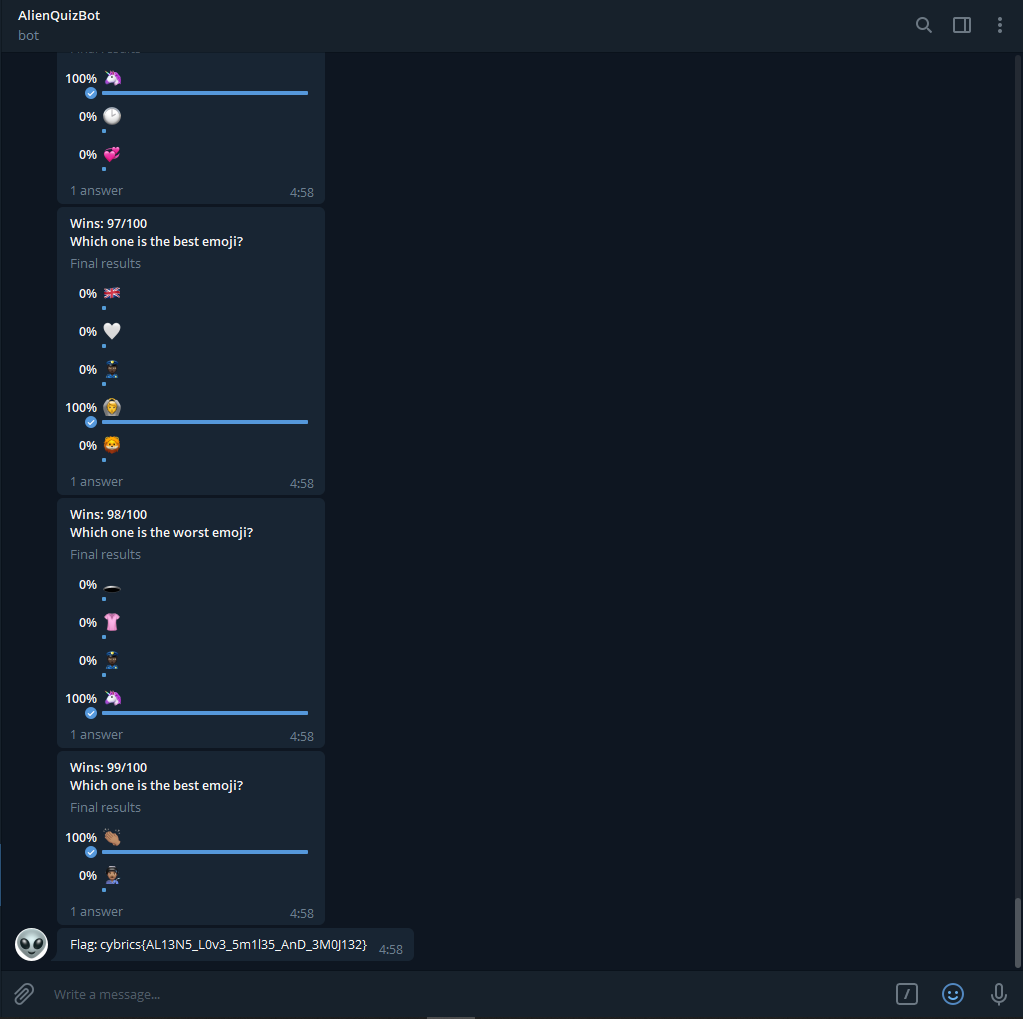 AlienQuizBot
bot
Final results
100% 🦄
0% 🕑
0% 💞
1 answer 4:58
Wins: 97/100
Which one is the best emoji?
Final results
0% 🇬🇧
0% 🤍
0%
100%
0% 🦁
1 answer 4:58
Wins: 98/100
Which one is the worst emoji?
Final results
0% 🕳
0% 👚
0%
100% 🦄
1 answer 4:58
Wins: 99/100
Which one is the best emoji?
Final results
100% 👏🏽
0%
1 answer 4:58
Flag: cybrics{AL13N5_L0v3_5m1l35_AnD_3M0J132} 4:58
Write a message...